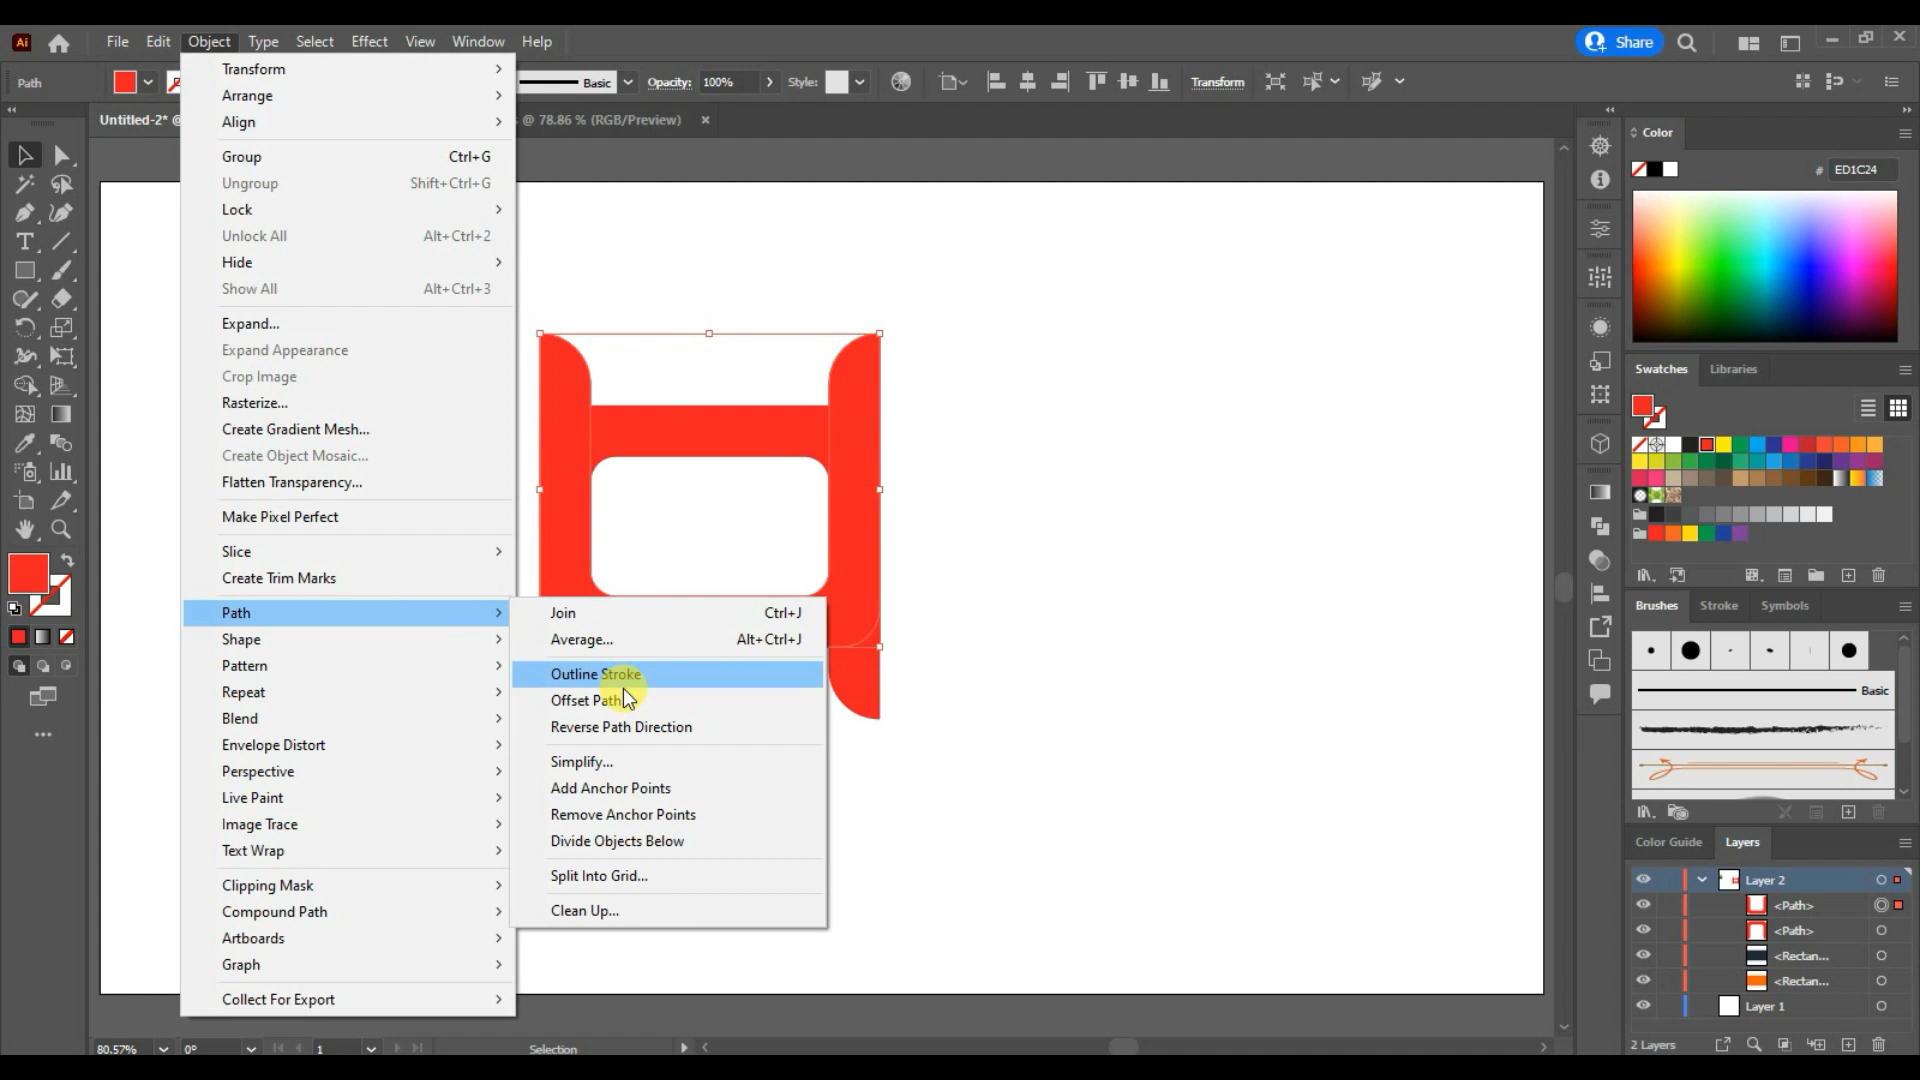 Ai File Edit Object Type Select Effect View Window Help Share
Path Basic Opacity: 100% Style: Transform
Untitled-2* @ @ 78.86 % (RGB/Preview)
Transform
Arrange
Align
Group Ctrl+G
Ungroup Shift+Ctrl+G
Lock
Unlock All Alt+Ctrl+2
Hide
Show All Alt+Ctrl+3
Expand...
Expand Appearance
Crop Image
Rasterize...
Create Gradient Mesh...
Create Object Mosaic...
Flatten Transparency...
Make Pixel Perfect
Slice
Create Trim Marks
Path
Shape
Pattern
Repeat
Blend
Envelope Distort
Perspective
Live Paint
Image Trace
Text Wrap
Clipping Mask
Compound Path
Artboards
Graph
Collect For Export
Join Ctrl+J
Average... Alt+Ctrl+J
Outline Stroke
Offset Path
Reverse Path Direction
Simplify...
Add Anchor Points
Remove Anchor Points
Divide Objects Below
Split Into Grid...
Clean Up...
Color
# ED1C24
Swatches Libraries
Brushes Stroke Symbols
Basic
Color Guide Layers
Layer 2
<Path>
<Path>
<Rectan...
<Rectan...
Layer 1
2 Layers
80.57% 0° 1 Selection